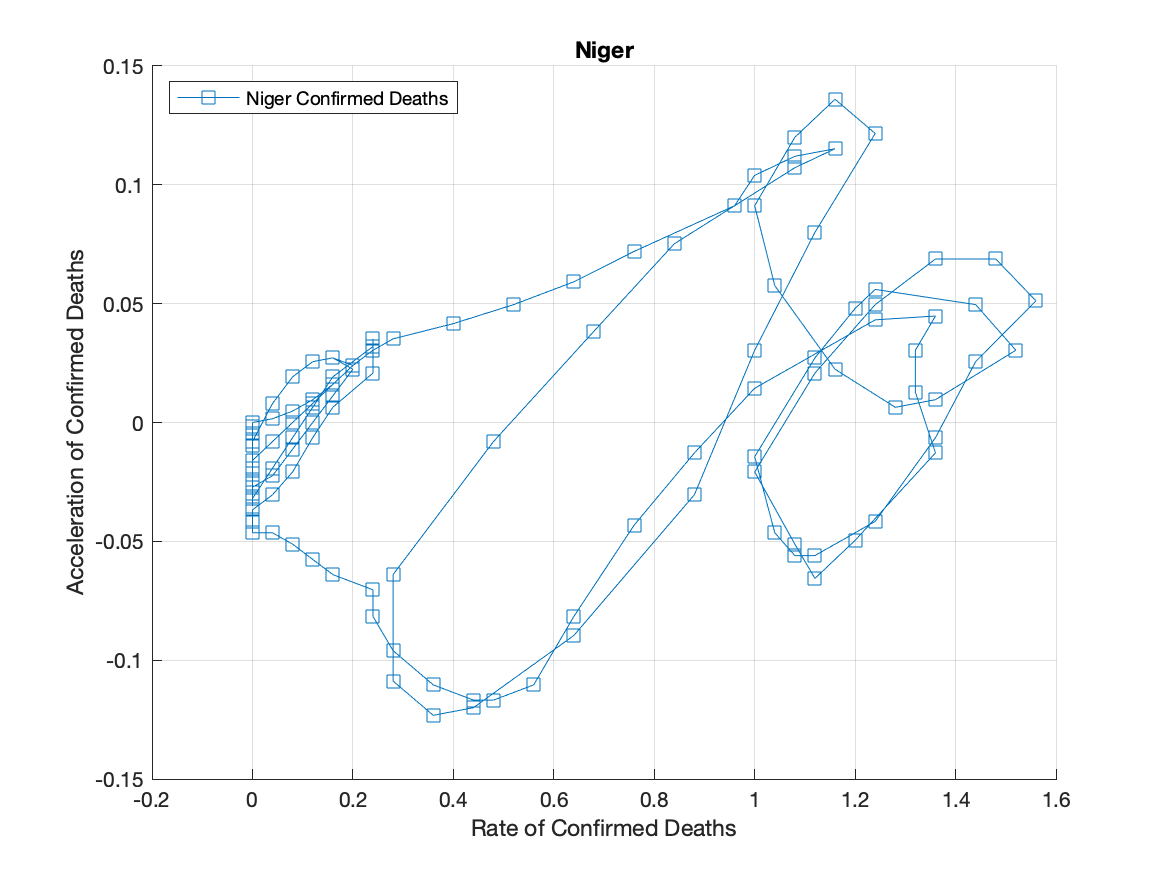 Niger
Niger Confirmed Deaths
0.15
0.1
0.05
0
-0.05
-0.1
-0.15
Acceleration of Confirmed Deaths
-0.2 0 0.2 0.4 0.6 0.8 1 1.2 1.4 1.6
Rate of Confirmed Deaths